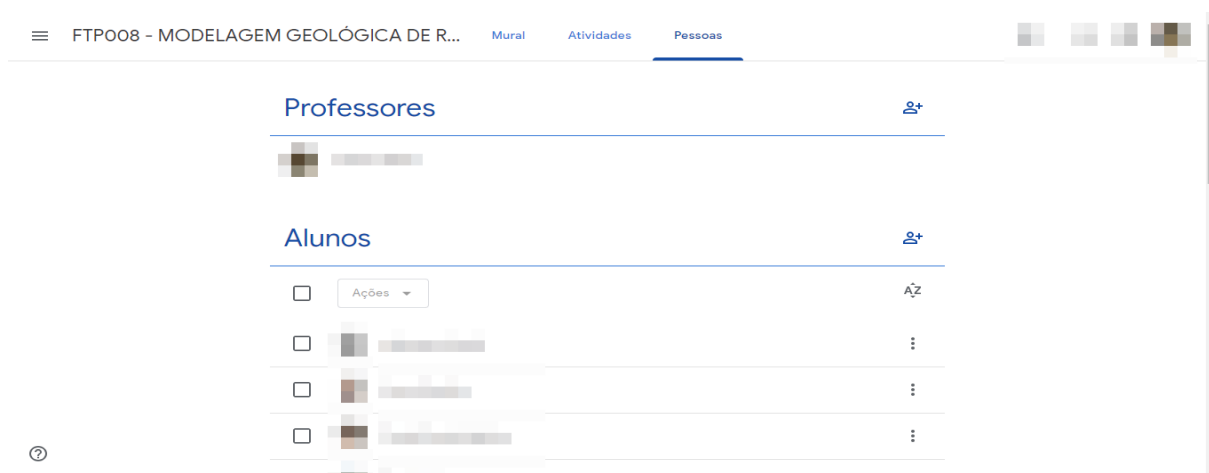 FTP008 - MODELAGEM GEOLÓGICA DE R... Mural Atividades Pessoas
Professores
Alunos
Ações AZ